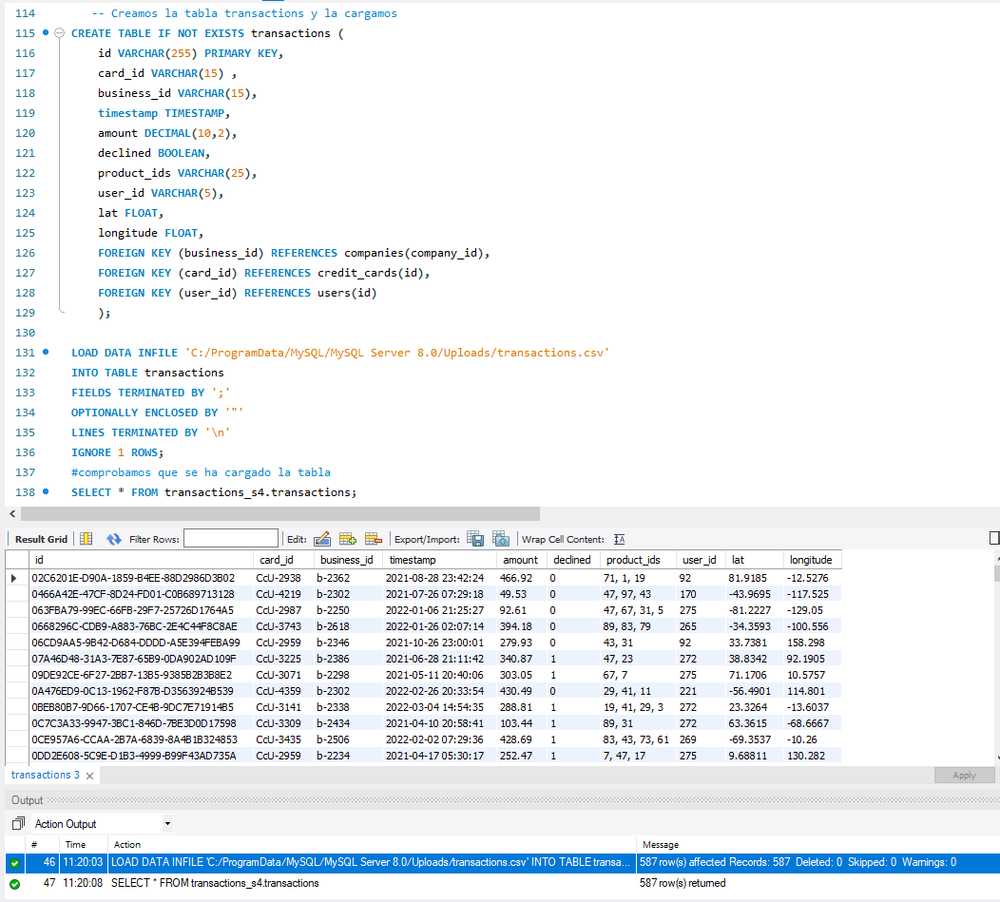 114 -- Creamos la tabla transactions y la cargamos
115 CREATE TABLE IF NOT EXISTS transactions (
116 id VARCHAR(255) PRIMARY KEY,
117 card_id VARCHAR(15) ,
118 business_id VARCHAR(15),
119 timestamp TIMESTAMP,
120 amount DECIMAL(10,2),
121 declined BOOLEAN,
122 product_ids VARCHAR(25),
123 user_id VARCHAR(5),
124 lat FLOAT,
125 longitude FLOAT,
126 FOREIGN KEY (business_id) REFERENCES companies(company_id),
127 FOREIGN KEY (card_id) REFERENCES credit_cards(id),
128 FOREIGN KEY (user_id) REFERENCES users(id)
129 );
130
131 LOAD DATA INFILE 'C:/ProgramData/MySQL/MySQL Server 8.0/Uploads/transactions.csv'
132 INTO TABLE transactions
133 FIELDS TERMINATED BY ';'
134 OPTIONALLY ENCLOSED BY '"'
135 LINES TERMINATED BY '\n'
136 IGNORE 1 ROWS;
137 #comprobamos que se ha cargado la tabla
138 SELECT * FROM transactions_s4.transactions;
Result Grid Filter Rows: Edit: Export/Import: Wrap Cell Content:
id card_id business_id timestamp amount declined product_ids user_id lat longitude
02C6201E-D90A-1859-B4EE-88D2986D3B02 CcU-2938 b-2362 2021-08-28 23:42:24 466.92 0 71, 1, 19 92 81.9185 -12.5276
0466A42E-47CF-8D24-FD01-C0B689713128 CcU-4219 b-2302 2021-07-26 07:29:18 49.53 0 47, 97, 43 170 -43.9695 -117.525
063FBA79-99EC-66FB-29F7-25726D1764A5 CcU-2987 b-2250 2022-01-06 21:25:27 92.61 0 47, 67, 31, 5 275 -81.2227 -129.05
0668296C-CDB9-A883-76BC-2E4C44F8C8AE CcU-3743 b-2618 2022-01-26 02:07:14 394.18 0 89, 83, 79 265 -34.3593 -100.556
06CD9AA5-9B42-D684-DDDD-A5E394FEBA99 CcU-2959 b-2346 2021-10-26 23:00:01 279.93 0 43, 31 92 33.7381 158.298
07A46D48-31A3-7E87-65B9-0DA902AD109F CcU-3225 b-2386 2021-06-28 21:11:42 340.87 1 47, 23 272 38.8342 92.1905
09DE92CE-6F27-2BB7-13B5-9385B2B3B8E2 CcU-3071 b-2298 2021-05-11 20:40:06 303.05 1 67, 7 275 71.1706 10.5757
0A476ED9-0C13-1962-F87B-D3563924B539 CcU-4359 b-2302 2022-02-26 20:33:54 430.49 0 29, 41, 11 221 -56.4901 114.801
0BEB80B7-9D66-1707-CE4B-9DC7E71914B5 CcU-3141 b-2338 2022-03-04 14:54:35 288.81 1 19, 41, 29, 3 272 23.3264 -13.6037
0C7C3A33-9947-3BC1-846D-7BE3D0D17598 CcU-3309 b-2434 2021-04-10 20:58:41 103.44 1 89, 31 272 63.3615 -68.6667
0CE957A6-CCAA-2B7A-6839-8A4B1B324853 CcU-3435 b-2506 2022-02-02 07:29:36 428.69 1 83, 43, 73, 61 269 -69.3537 -10.26
0DD2E608-5C9E-D1B3-4999-B99F43AD735A CcU-2959 b-2234 2021-04-17 05:30:17 252.47 1 7, 47, 17 275 9.68811 130.282
transactions 3 Apply
Output
Action Output
# Time Action Message
46 11:20:03 LOAD DATA INFILE 'C:/ProgramData/MySQL/MySQL Server 8.0/Uploads/transactions.csv' INTO TABLE transa... 587 row(s) affected Records: 587 Deleted: 0 Skipped: 0 Warnings: 0
47 11:20:08 SELECT * FROM transactions_s4.transactions 587 row(s) returned